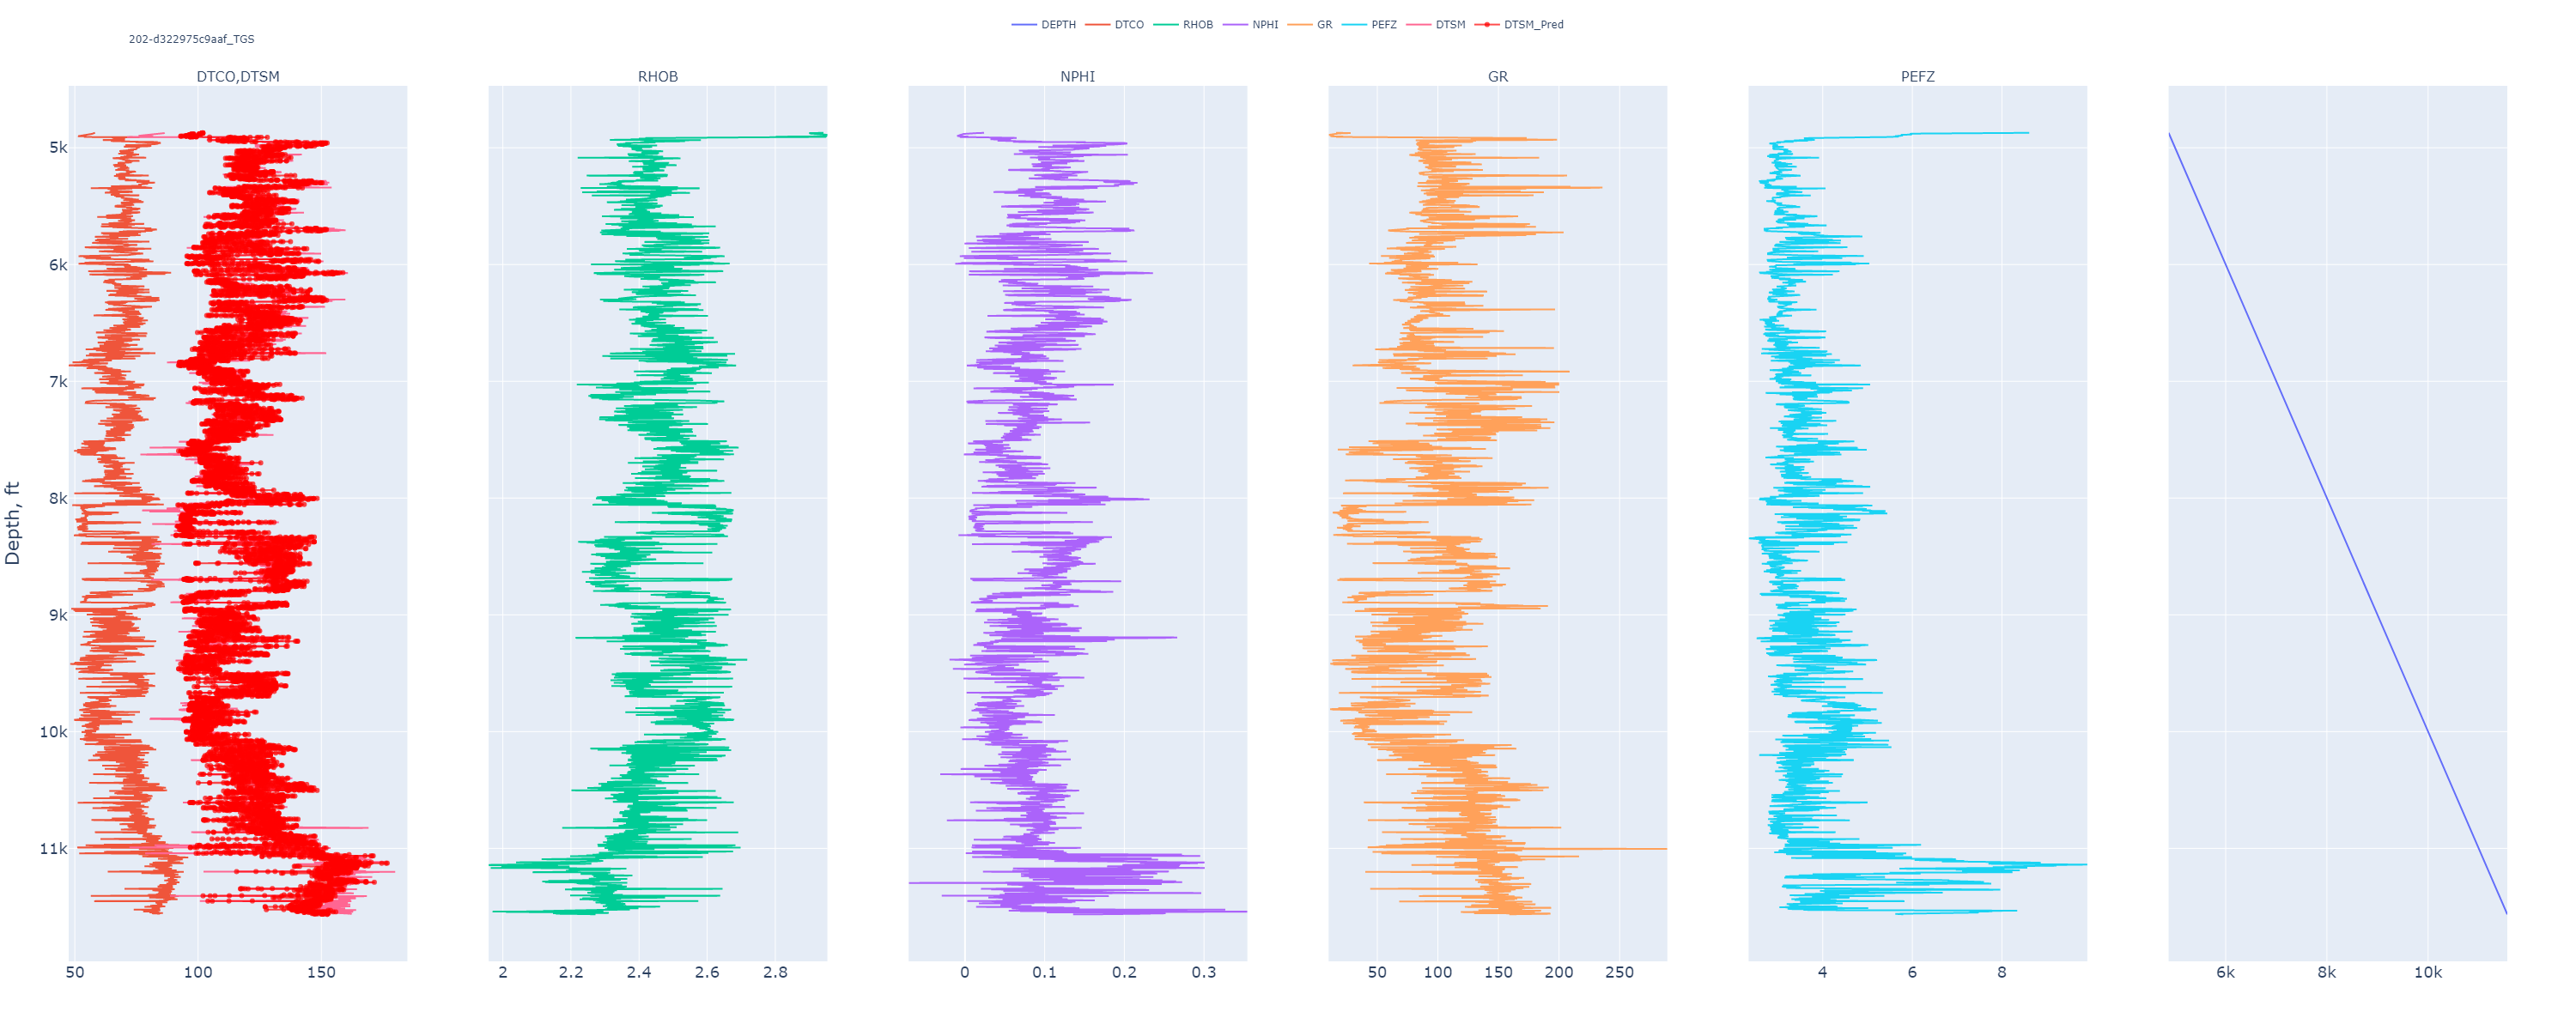 DEPTH DTCO RHOB NPHI GR PEFZ DTSM DTSM_Pred
202-d322975c9aaf_TGS
DTCO,DTSM RHOB NPHI GR PEFZ
5k
6k
7k
8k
9k
10k
11k
Depth, ft
50 100 150 2 2.2 2.4 2.6 2.8 0 0.1 0.2 0.3 50 100 150 200 250 4 6 8 6k 8k 10k